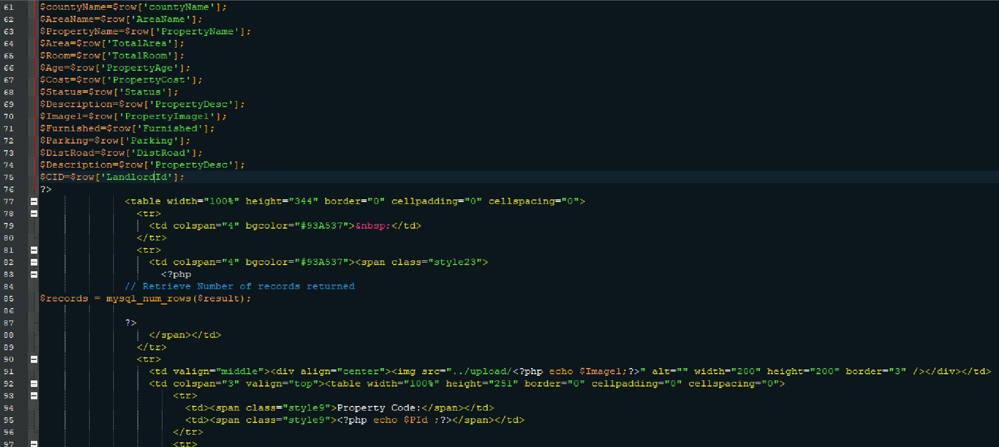 61 $countyName=$row['countyName'];
62 $AreaName=$row['AreaName'];
63 $PropertyName=$row['PropertyName'];
64 $Area=$row['TotalArea'];
65 $Room=$row['TotalRoom'];
66 $Age=$row['PropertyAge'];
67 $Cost=$row['PropertyCost'];
68 $Status=$row['Status'];
69 $Description=$row['PropertyDesc'];
70 $Image1=$row['PropertyImage1'];
71 $Furnished=$row['Furnished'];
72 $Parking=$row['Parking'];
73 $DistRoad=$row['DistRoad'];
74 $Description=$row['PropertyDesc'];
75 $CID=$row['LandlordId'];
76 ?>
77 <table width="100%" height="344" border="0" cellpadding="0" cellspacing="0">
78 <tr>
79 <td colspan="4" bgcolor="#93A537">&nbsp;</td>
80 </tr>
81 <tr>
82 <td colspan="4" bgcolor="#93A537"><span class="style23">
83 <?php
84 // Retrieve Number of records returned
85 $records = mysql_num_rows($result);
86
87 ?>
88 </span></td>
89 </tr>
90 <tr>
91 <td valign="middle"><div align="center"><img src="../upload/<?php echo $Image1;?>" alt="" width="200" height="200" border="3" /></div></td>
92 <td colspan="3" valign="top"><table width="100%" height="251" border="0" cellpadding="0" cellspacing="0">
93 <tr>
94 <td><span class="style9">Property Code:</span></td>
95 <td><span class="style9"><?php echo $PId ;?></span></td>
96 </tr>
97 <tr>